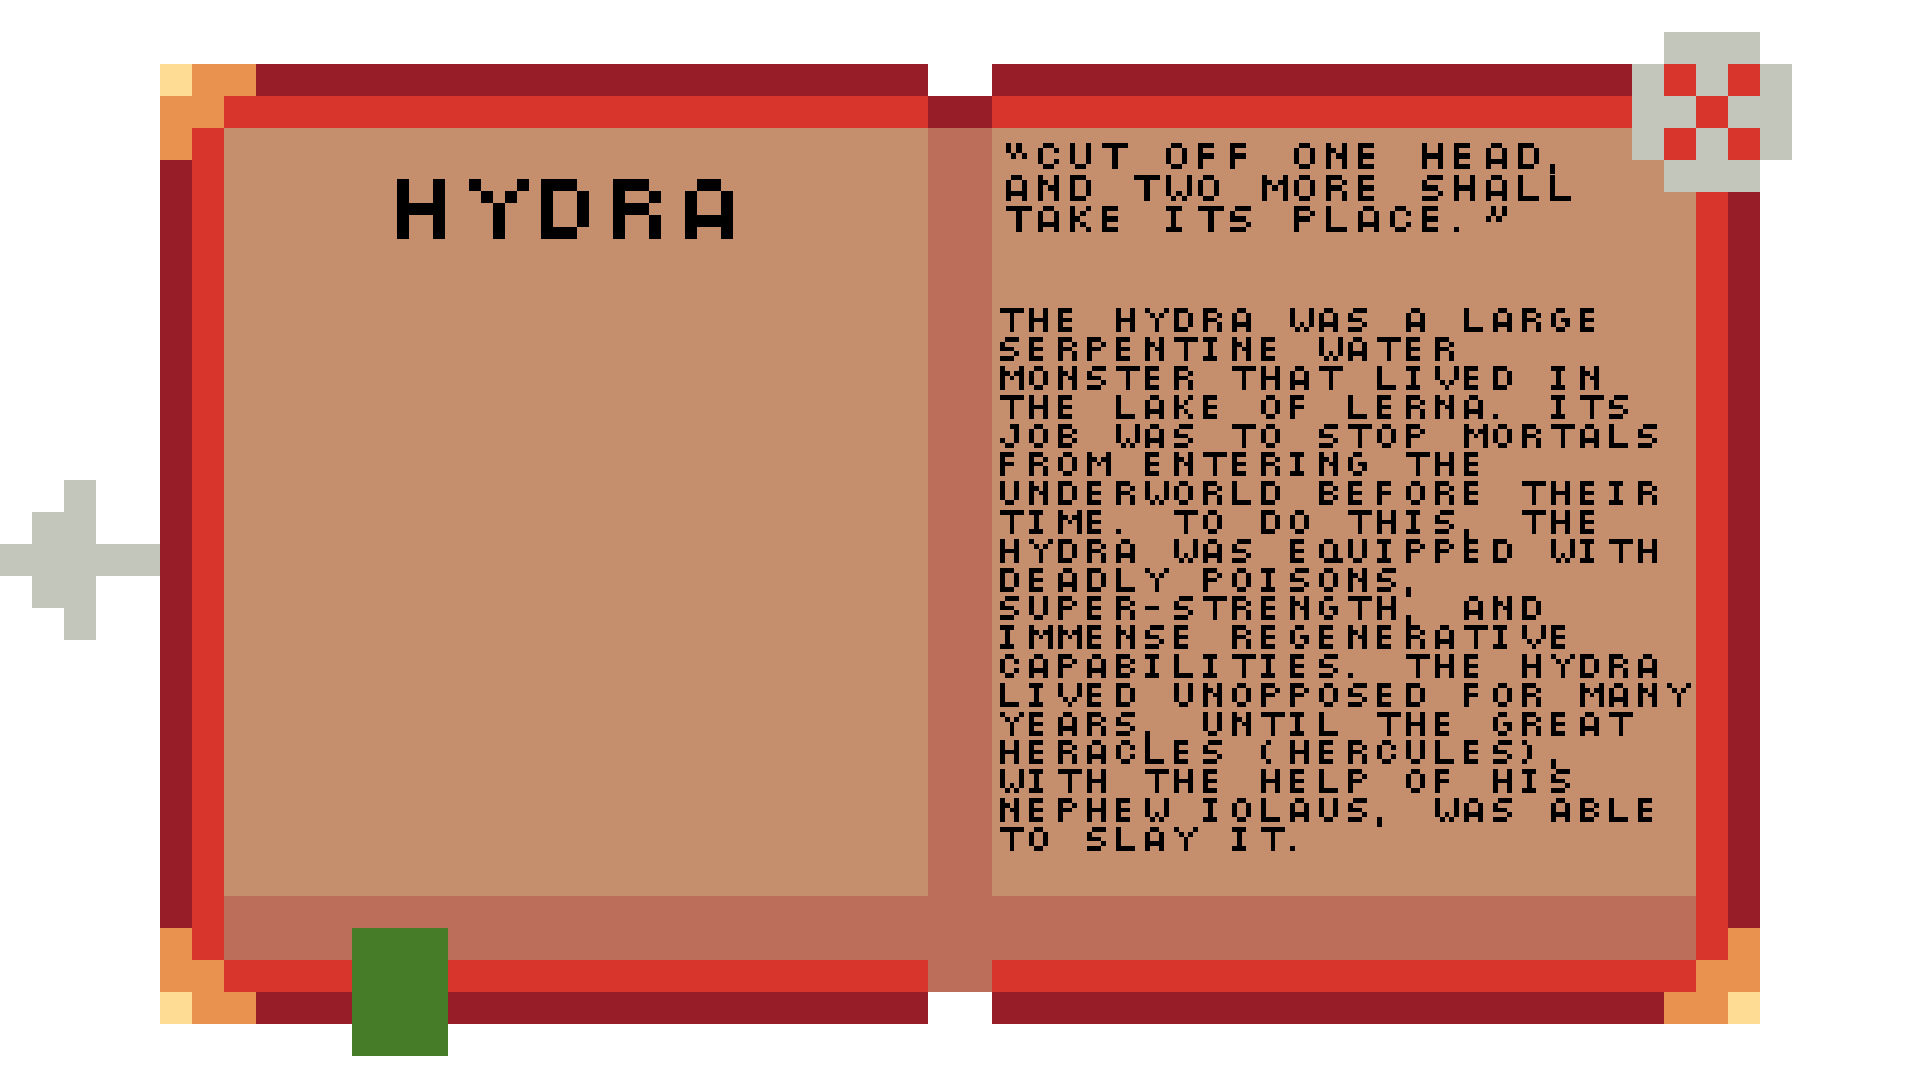 HYDRA
"CUT OFF ONE HEAD,
AND TWO MORE SHALL
TAKE ITS PLACE."
THE HYDRA WAS A LARGE
SERPENTINE WATER
MONSTER THAT LIVED IN
THE LAKE OF LERNA. ITS
JOB WAS TO STOP MORTALS
FROM ENTERING THE
UNDERWORLD BEFORE THEIR
TIME. TO DO THIS, THE
HYDRA WAS EQUIPPED WITH
DEADLY POISONS,
SUPER-STRENGTH, AND
IMMENSE REGENERATIVE
CAPABILITIES. THE HYDRA
LIVED UNOPPOSED FOR MANY
YEARS, UNTIL THE GREAT
HERACLES (HERCULES),
WITH THE HELP OF HIS
NEPHEW IOLAUS, WAS ABLE
TO SLAY IT.